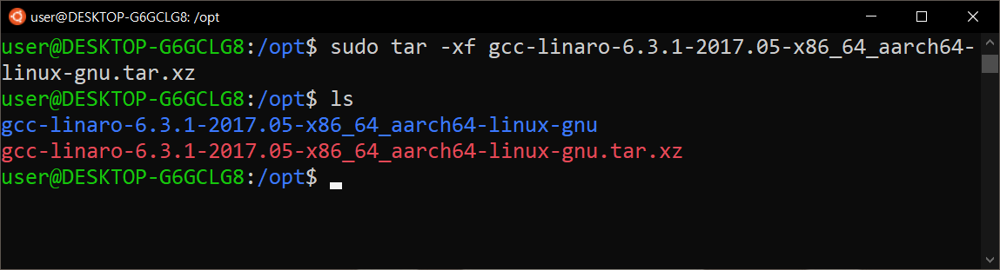 user@DESKTOP-G6GCLG8: /opt
user@DESKTOP-G6GCLG8:/opt$ sudo tar -xf gcc-linaro-6.3.1-2017.05-x86_64_aarch64-
linux-gnu.tar.xz
user@DESKTOP-G6GCLG8:/opt$ ls
gcc-linaro-6.3.1-2017.05-x86_64_aarch64-linux-gnu
gcc-linaro-6.3.1-2017.05-x86_64_aarch64-linux-gnu.tar.xz
user@DESKTOP-G6GCLG8:/opt$